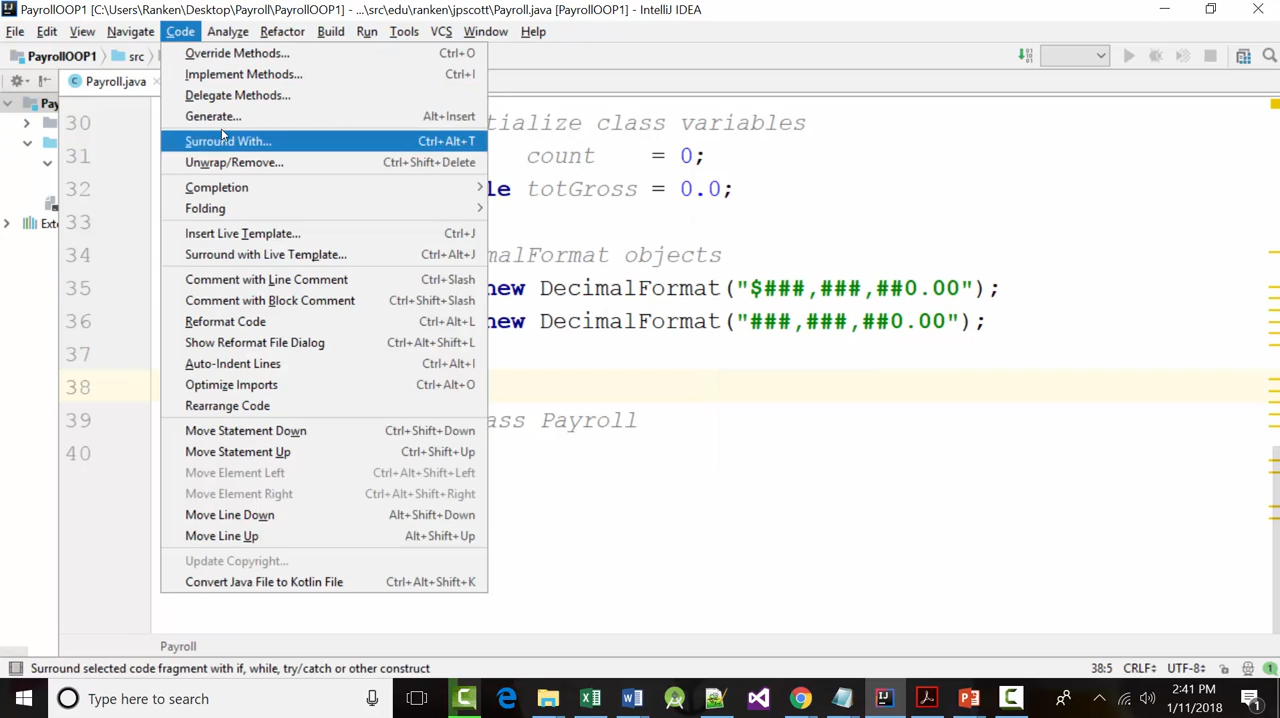 PayrollOOP1 [C:\Users\Ranken\Desktop\Payroll\PayrollOOP1] - ...\src\edu\ranken\jpscott\Payroll.java [PayrollOOP1] - IntelliJ IDEA
File Edit View Navigate Code Analyze Refactor Build Run Tools VCS Window Help
PayrollOOP1 src
Payroll.java
Override Methods... Ctrl+O
Implement Methods... Ctrl+I
Delegate Methods... 
Generate... Alt+Insert
Surround With... Ctrl+Alt+T
Unwrap/Remove... Ctrl+Shift+Delete
Completion
Folding
Insert Live Template... Ctrl+J
Surround with Live Template... Ctrl+Alt+J
Comment with Line Comment Ctrl+Slash
Comment with Block Comment Ctrl+Shift+Slash
Reformat Code Ctrl+Alt+L
Show Reformat File Dialog Ctrl+Alt+Shift+L
Auto-Indent Lines Ctrl+Alt+I
Optimize Imports Ctrl+Alt+O
Rearrange Code
Move Statement Down Ctrl+Shift+Down
Move Statement Up Ctrl+Shift+Up
Move Element Left Ctrl+Alt+Shift+Left
Move Element Right Ctrl+Alt+Shift+Right
Move Line Down Alt+Shift+Down
Move Line Up Alt+Shift+Up
Update Copyright...
Convert Java File to Kotlin File Ctrl+Alt+Shift+K
Pay
Exte
30 tialize class variables
31 count = 0;
32 le totGross = 0.0;
33
34 malFormat objects
35 new DecimalFormat("$###,###,##0.00");
36 new DecimalFormat("###,###,##0.00");
37
38
39 ass Payroll
40
Payroll
Surround selected code fragment with if, while, try/catch or other construct 38:5 CRLF UTF-8 1
Type here to search
2:41 PM
1/11/2018
1